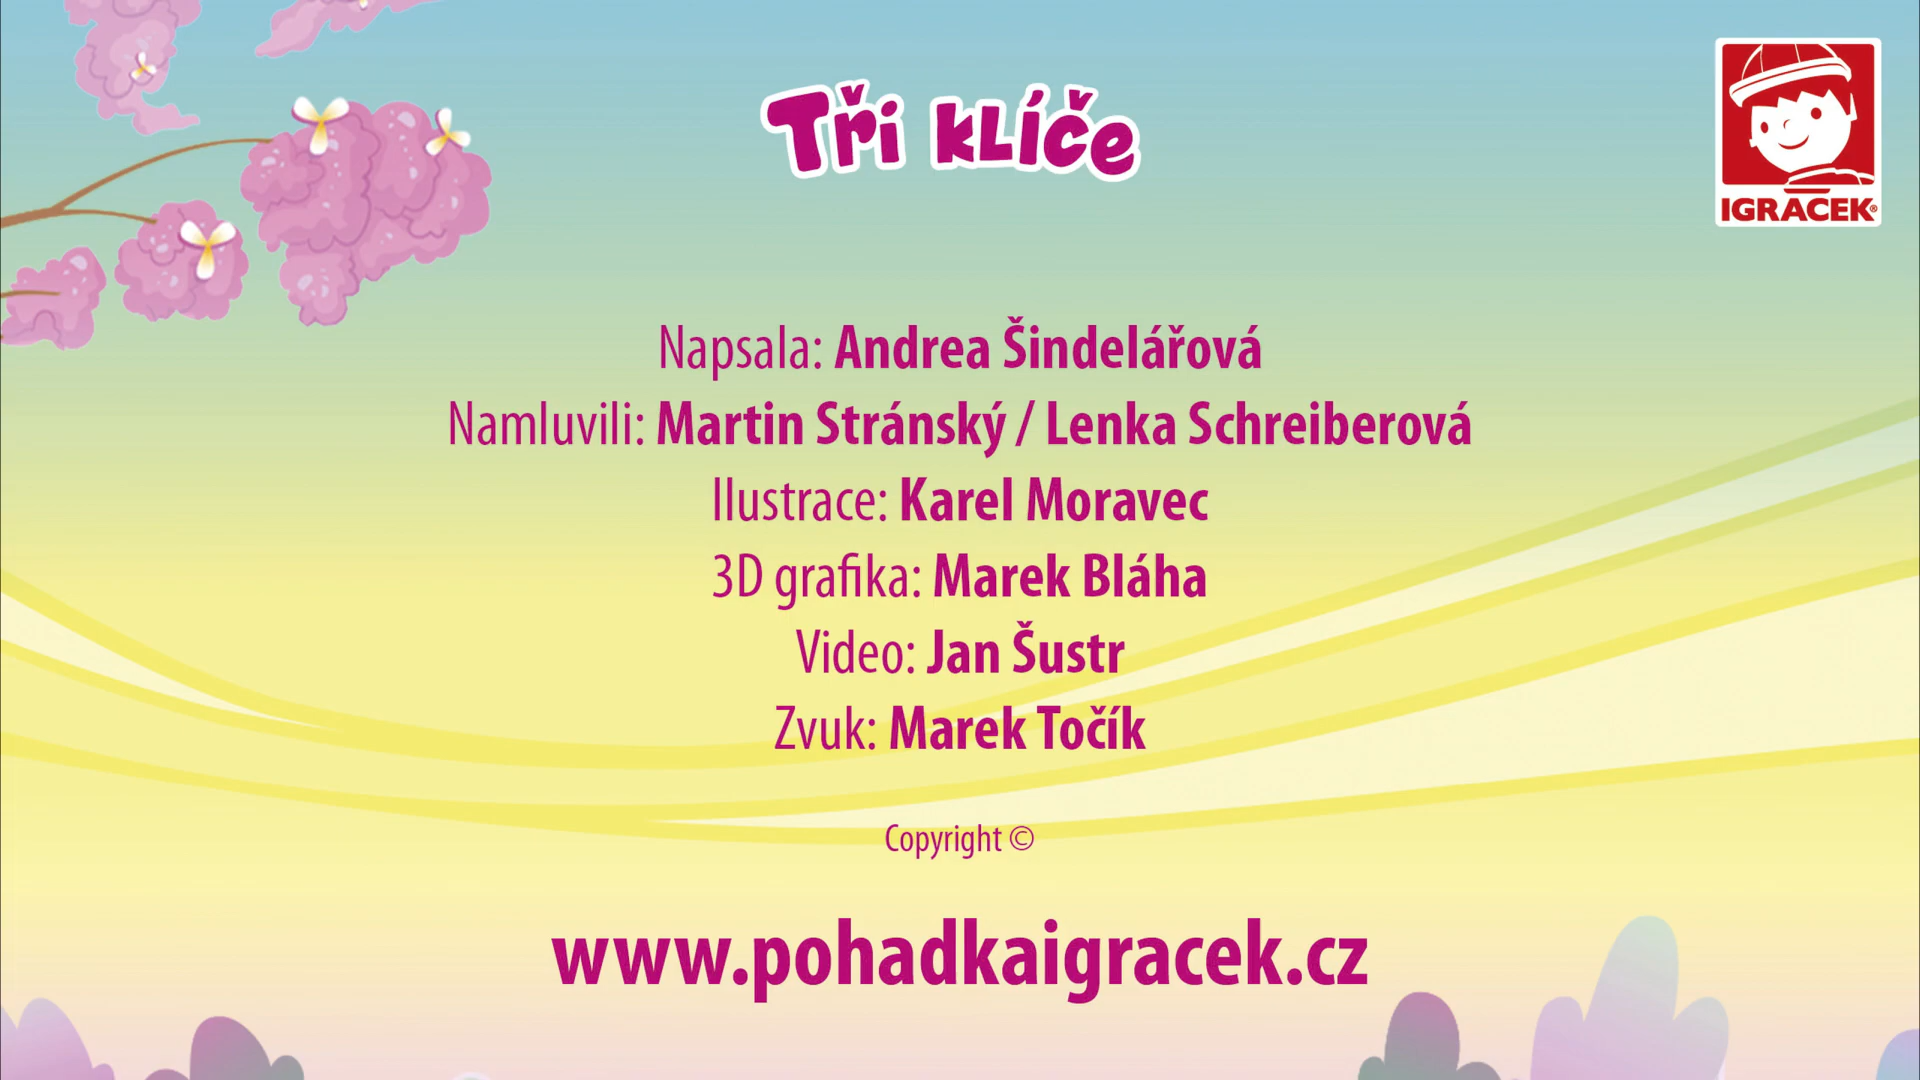 Tři klíče
IGRACEK®
Napsala: Andrea Šindelářová
Namluvili: Martin Stránský / Lenka Schreiberová
Ilustrace: Karel Moravec
3D grafika: Marek Bláha
Video: Jan Šustr
Zvuk: Marek Točík
Copyright ©
www.pohadkaigracek.cz